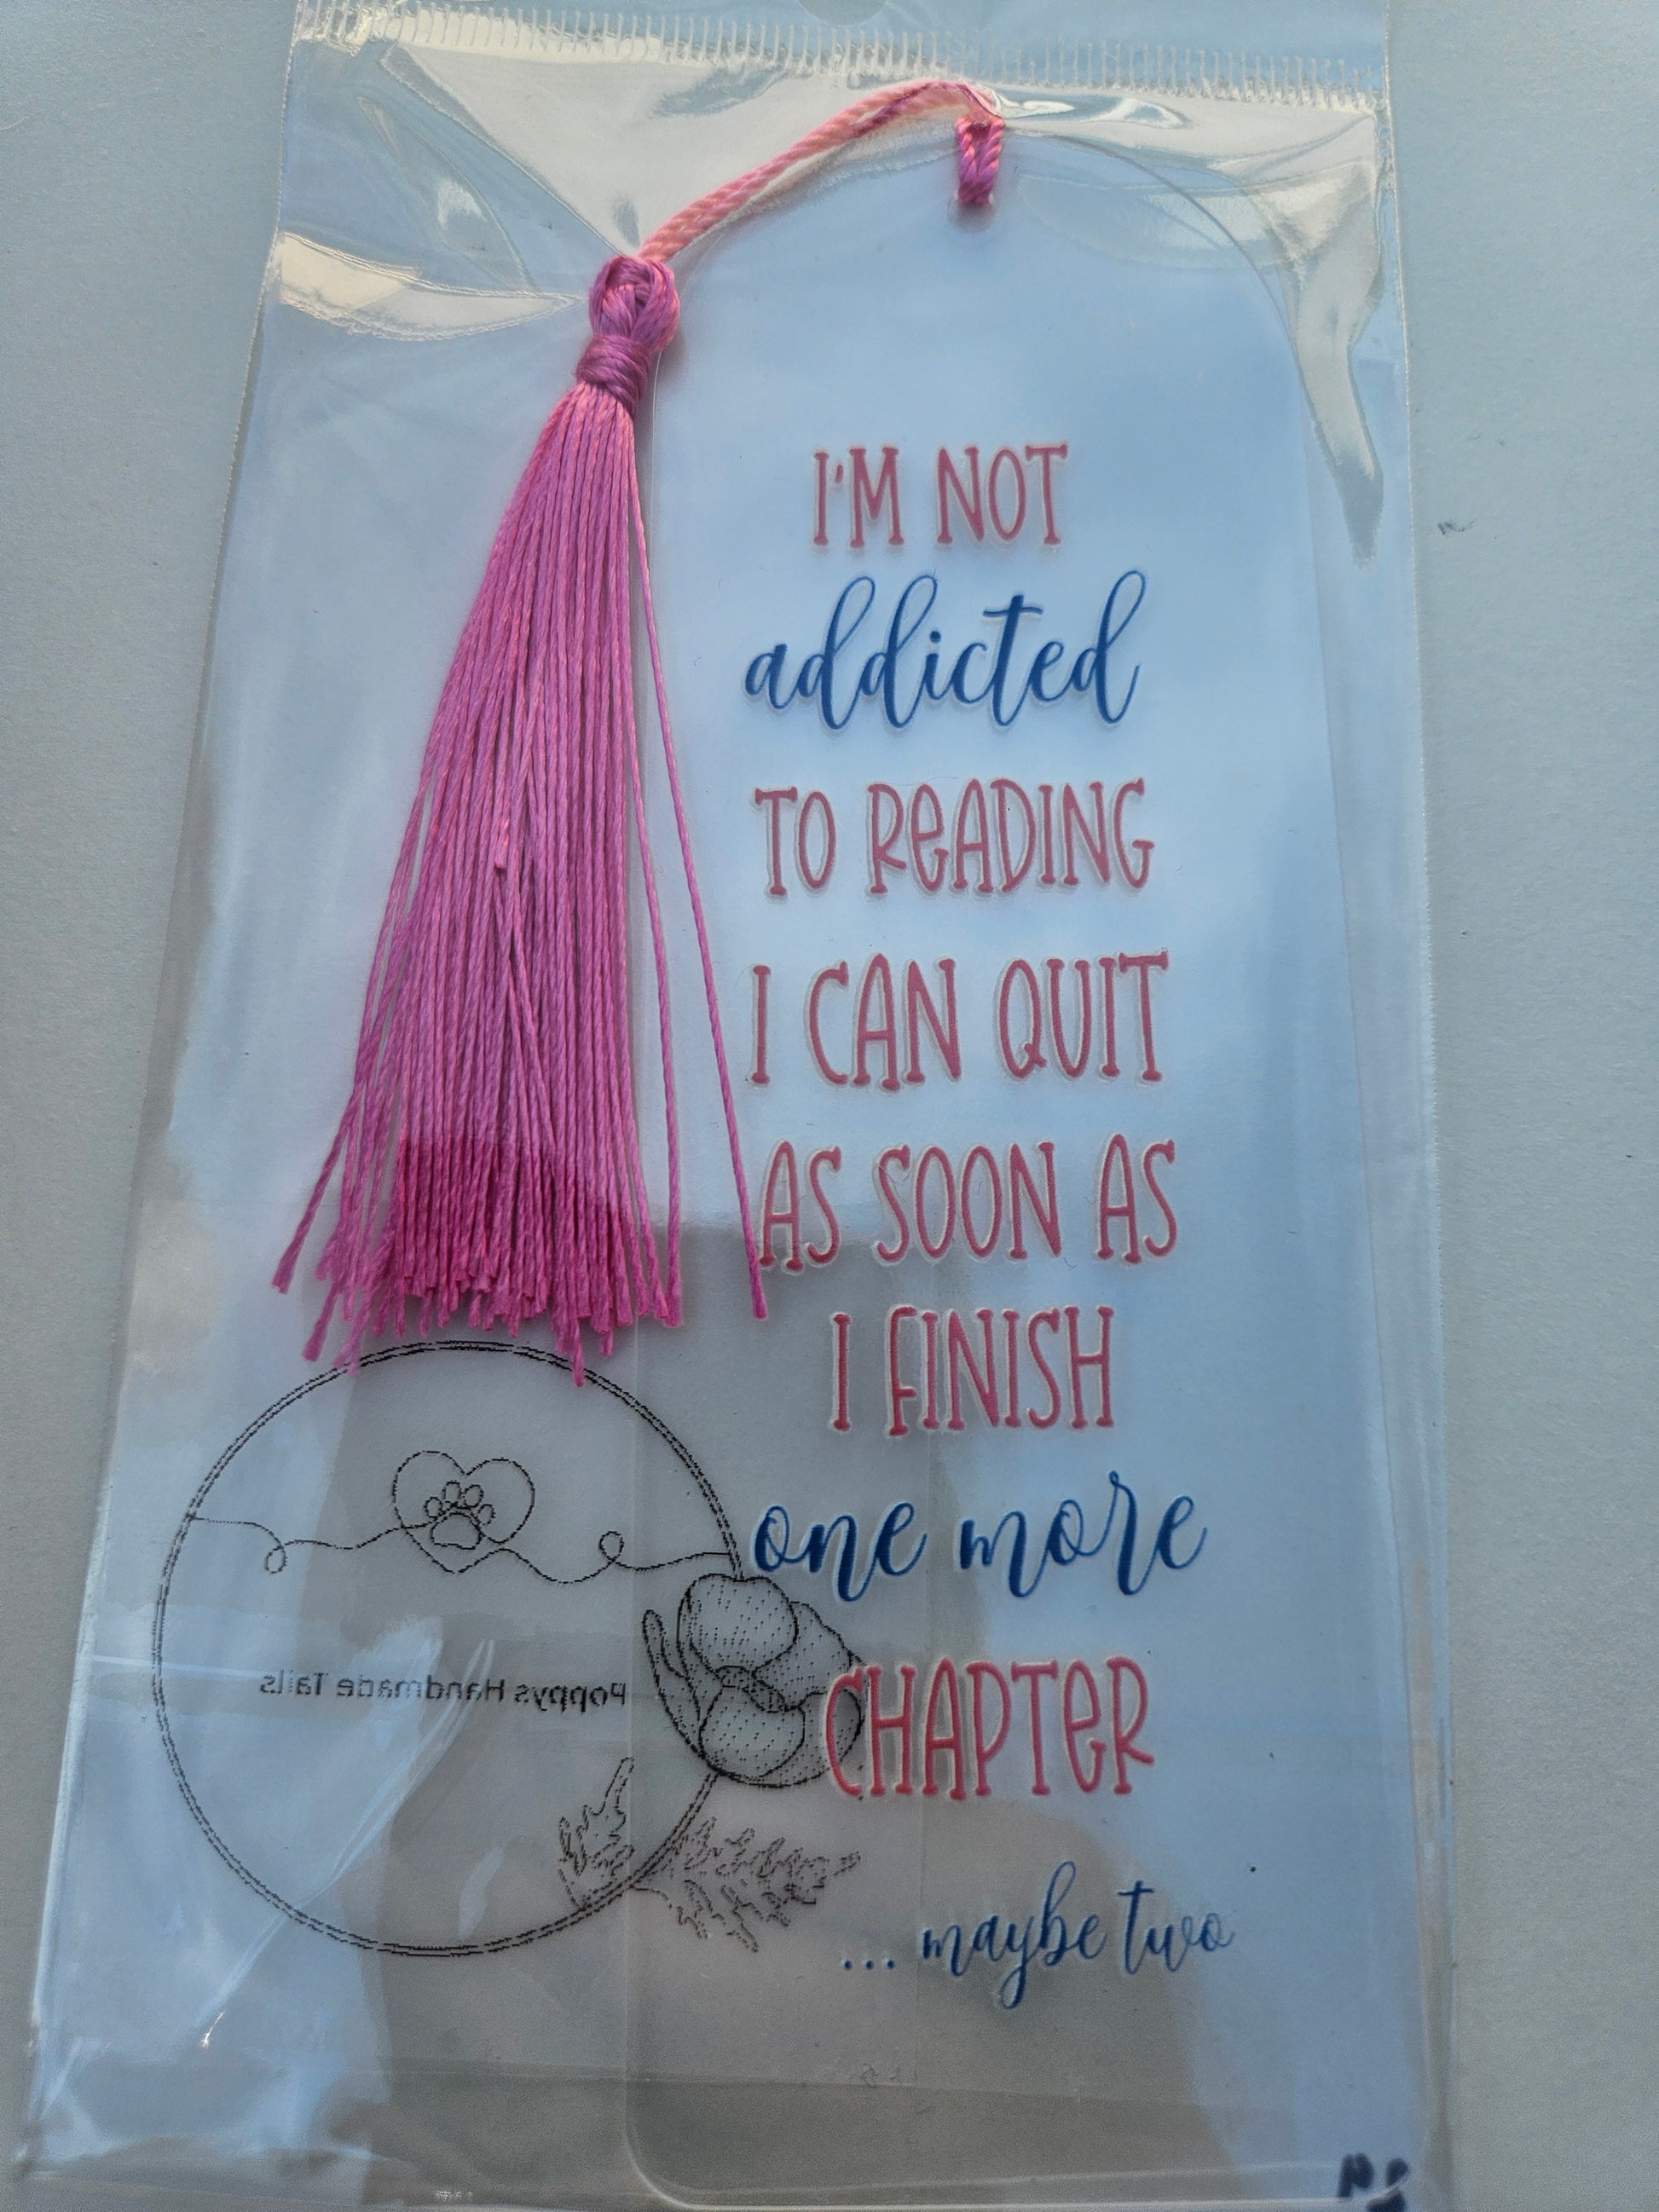 I'M NOT
addicted
TO READING
I CAN QUIT
AS SOON AS
I FINISH
one more
CHAPTER
... maybe two
Poppys Handmade Tails